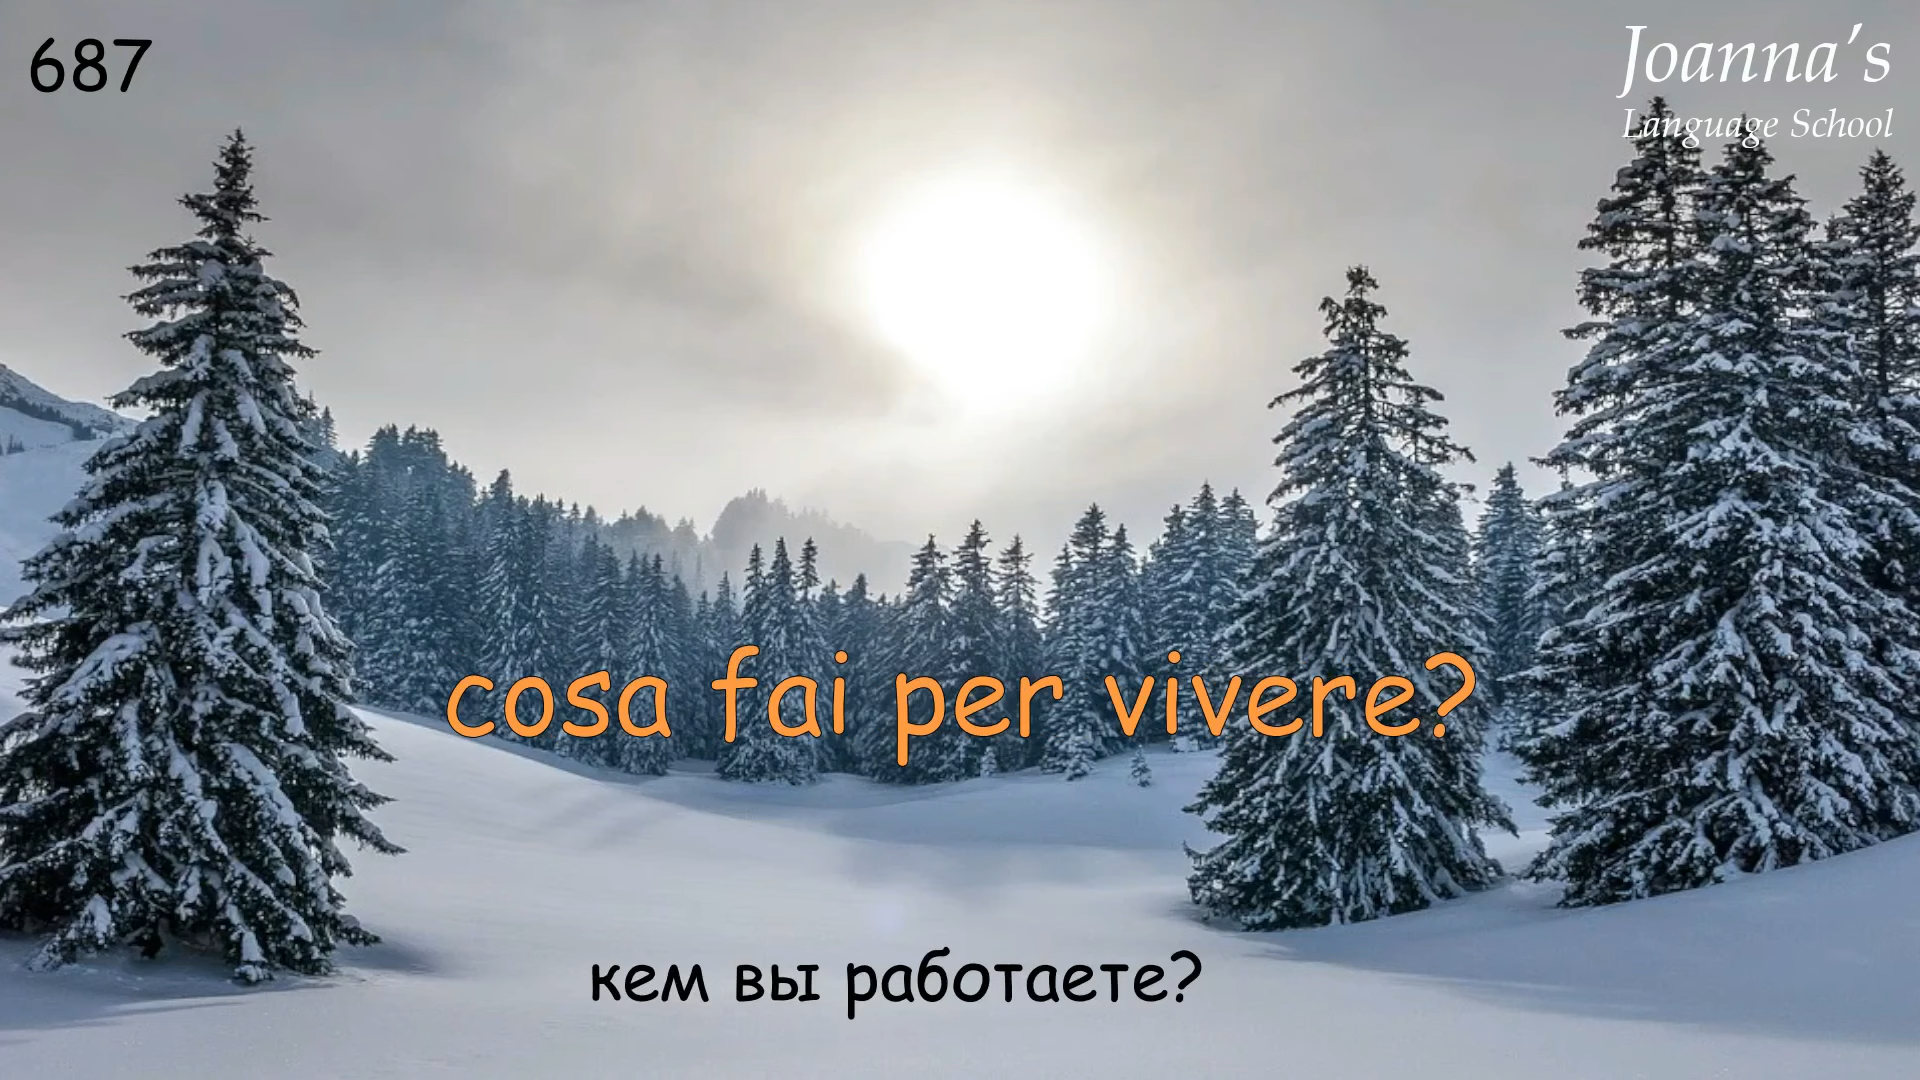 687
Joanna's
Language School
cosa fai per vivere?
кем вы работаете?